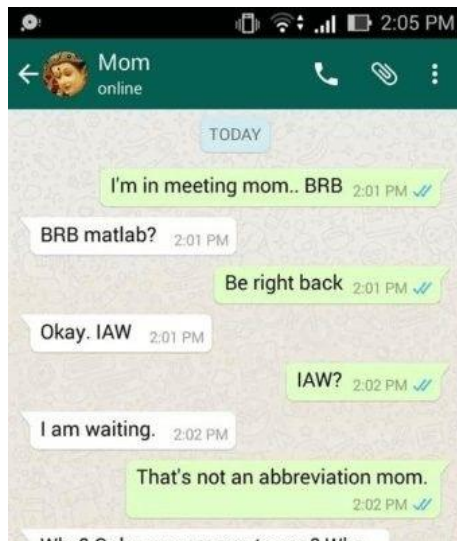 2:05 PM
Mom
online
TODAY
I'm in meeting mom.. BRB 2:01 PM
BRB matlab? 2:01 PM
Be right back 2:01 PM
Okay. IAW 2:01 PM
IAW? 2:02 PM
I am waiting. 2:02 PM
That's not an abbreviation mom.
2:02 PM